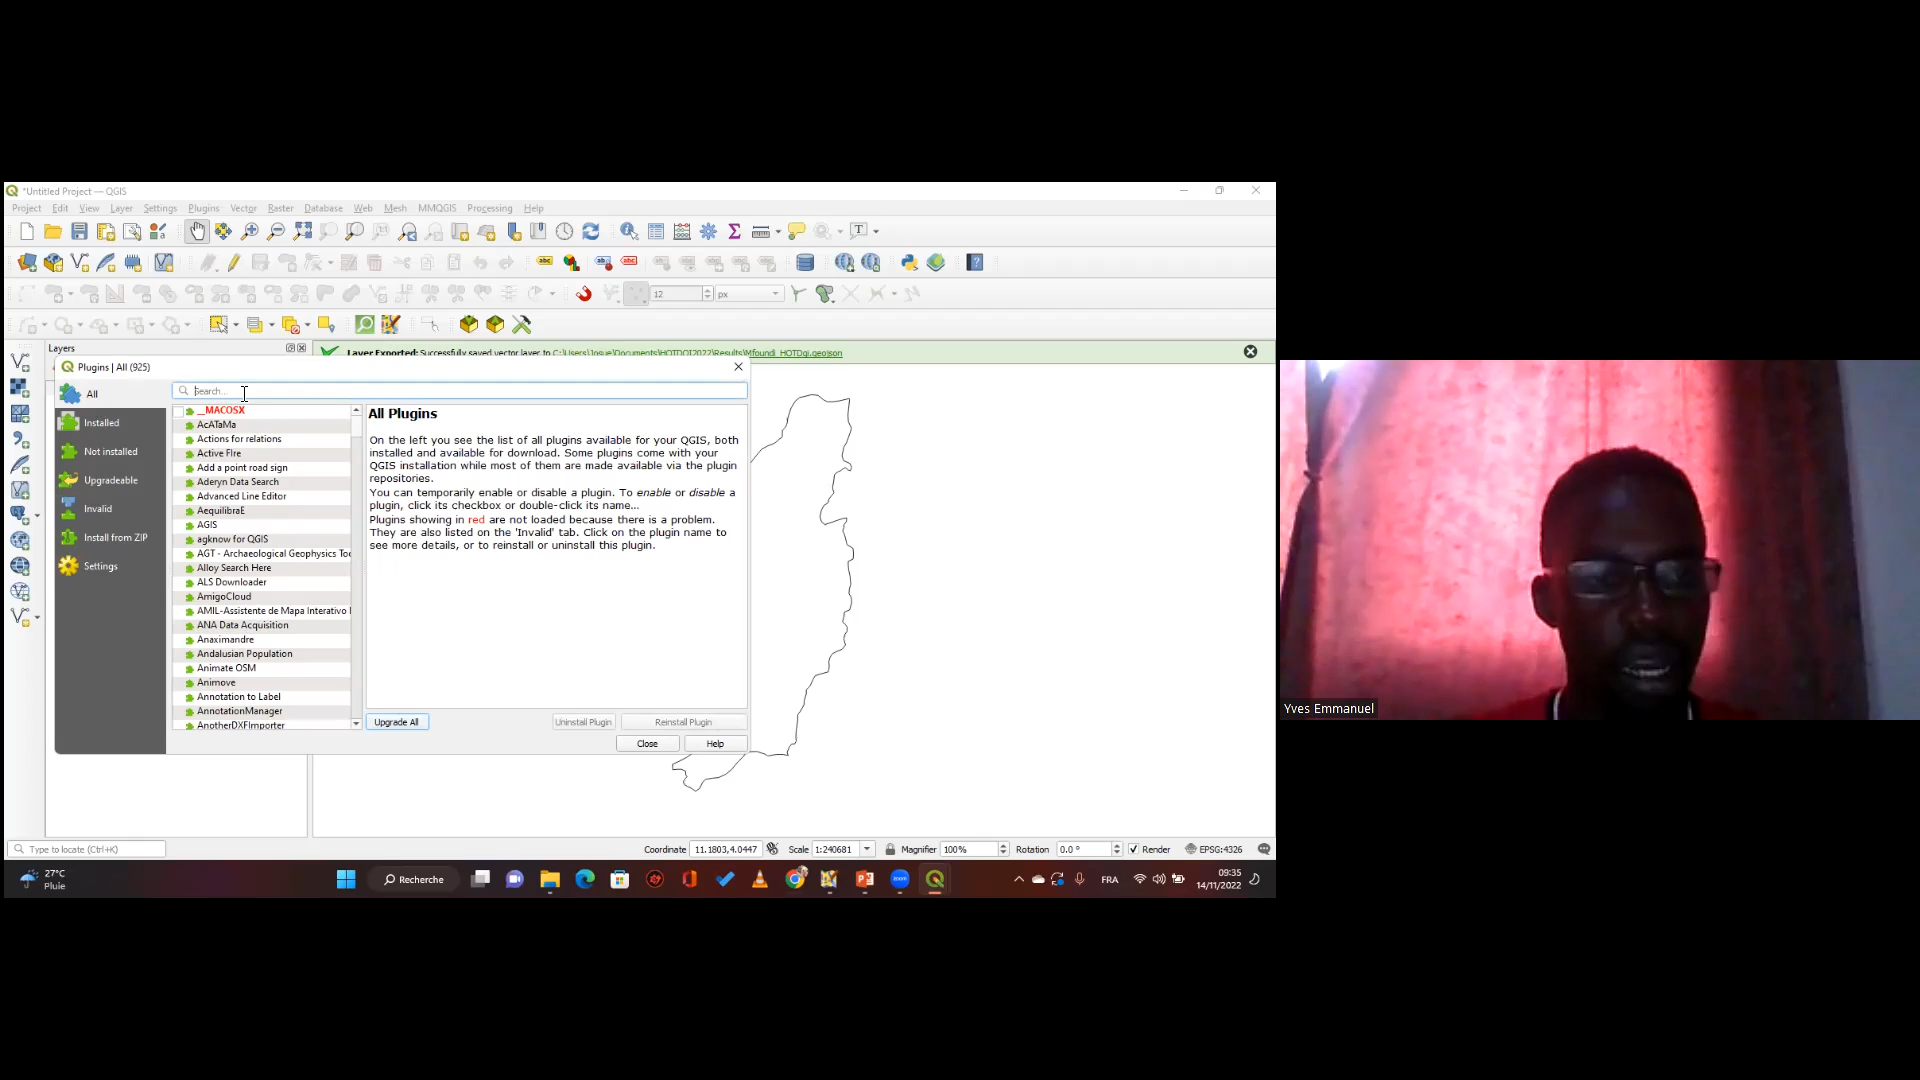 *Untitled Project — QGIS
Project Edit View Layer Settings Plugins Vector Raster Database Web Mesh MMQGIS Processing Help
12 px
Layers
Layer Exported: Successfully saved vector layer to C:\Users\Josue\Documents\HOTDQI2022\Results\Mfoundi_HOTDqi.geojson
Plugins | All (925)
All
Search...
Installed
Not installed
Upgradeable
Invalid
Install from ZIP
Settings
__MACOSX
AcATaMa
Actions for relations
Active FIre
Add a point road sign
Aderyn Data Search
Advanced Line Editor
AequilibraE
AGIS
agknow for QGIS
AGT - Archaeological Geophysics Too
Alloy Search Here
ALS Downloader
AmigoCloud
AMIL-Assistente de Mapa Interativo
ANA Data Acquisition
Anaximandre
Andalusian Population
Animate OSM
Animove
Annotation to Label
AnnotationManager
AnotherDXFImporter
All Plugins
On the left you see the list of all plugins available for your QGIS, both
installed and available for download. Some plugins come with your
QGIS installation while most of them are made available via the plugin
repositories.
You can temporarily enable or disable a plugin. To enable or disable a
plugin, click its checkbox or double-click its name...
Plugins showing in red are not loaded because there is a problem.
They are also listed on the 'Invalid' tab. Click on the plugin name to
see more details, or to reinstall or uninstall this plugin.
Upgrade All
Uninstall Plugin
Reinstall Plugin
Close
Help
Type to locate (Ctrl+K)
Coordinate 11.1803,4.0447 Scale 1:240681 Magnifier 100% Rotation 0.0 ° Render EPSG:4326
27°C
Pluie
Recherche
FRA
09:35
14/11/2022
Yves Emmanuel